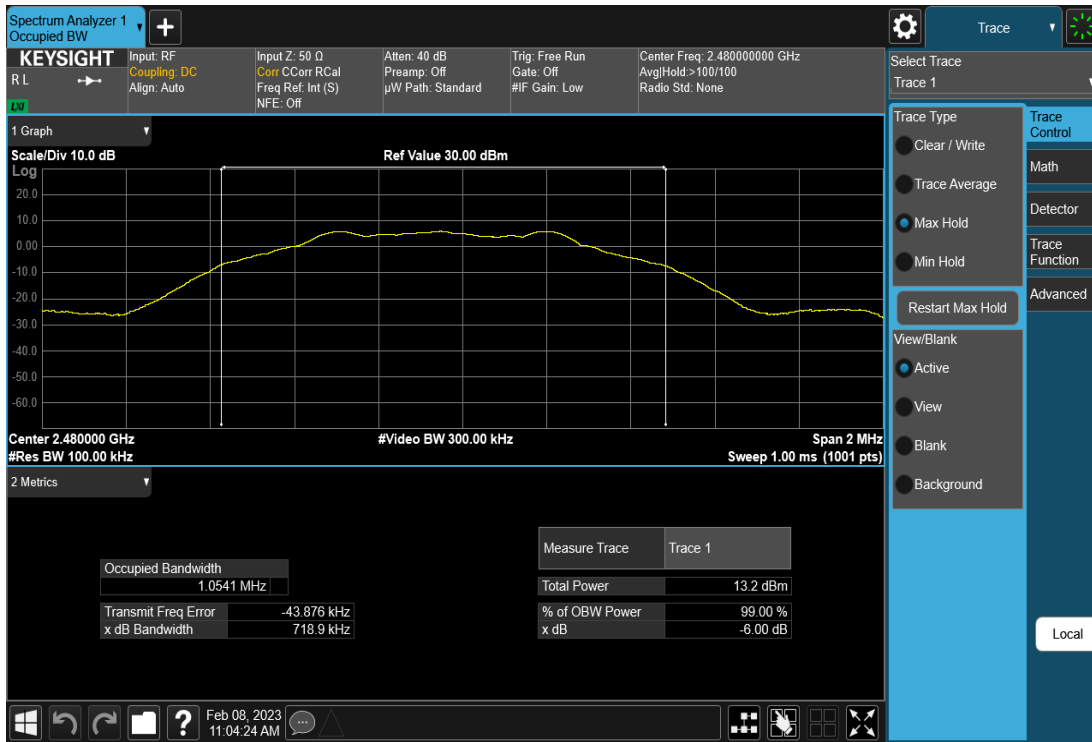 Spectrum Analyzer 1
Occupied BW
+
Trace
KEYSIGHT
R L
LXI
Input: RF
Coupling: DC
Align: Auto
Input Z: 50 Ω
Corr CCorr RCal
Freq Ref: Int (S)
NFE: Off
Atten: 40 dB
Preamp: Off
µW Path: Standard
Trig: Free Run
Gate: Off
#IF Gain: Low
Center Freq: 2.480000000 GHz
Avg|Hold:>100/100
Radio Std: None
Select Trace
Trace 1
1 Graph
Scale/Div 10.0 dB
Ref Value 30.00 dBm
Log
20.0
10.0
0.00
-10.0
-20.0
-30.0
-40.0
-50.0
-60.0
Center 2.480000 GHz
#Video BW 300.00 kHz
Span 2 MHz
#Res BW 100.00 kHz
Sweep 1.00 ms (1001 pts)
Trace Type
Clear / Write
Trace Average
Max Hold
Min Hold
Restart Max Hold
View/Blank
Active
View
Blank
Background
Trace
Control
Math
Detector
Trace
Function
Advanced
Local
2 Metrics
Measure Trace Trace 1
Occupied Bandwidth
1.0541 MHz
Total Power 13.2 dBm
Transmit Freq Error -43.876 kHz
% of OBW Power 99.00 %
x dB Bandwidth 718.9 kHz
x dB -6.00 dB
?
Feb 08, 2023
11:04:24 AM